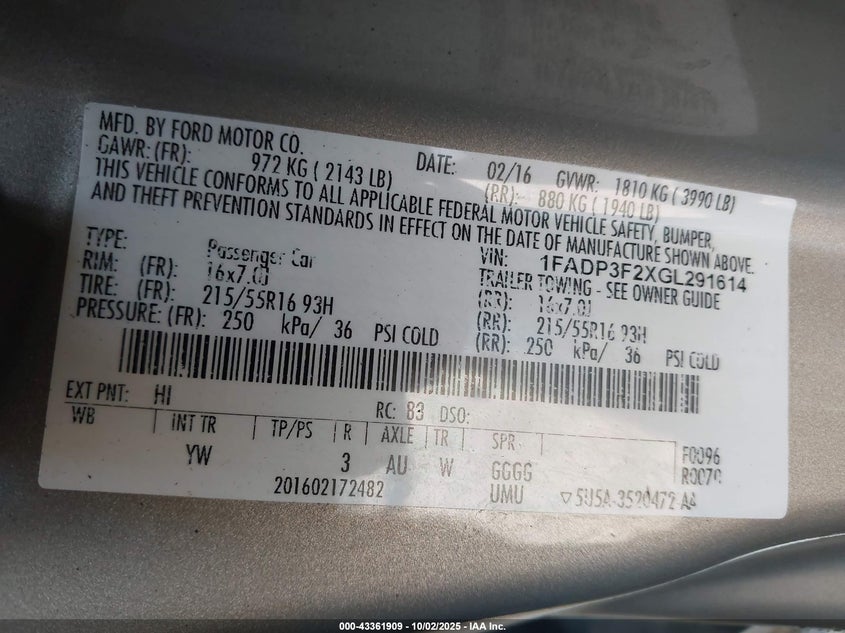 MFD. BY FORD MOTOR CO.
DATE: 02/16 GVWR: 1810 KG ( 3990 LB)
GAWR: (FR): 972 KG ( 2143 LB) (RR): 880 KG ( 1940 LB)
THIS VEHICLE CONFORMS TO ALL APPLICABLE FEDERAL MOTOR VEHICLE SAFETY, BUMPER,
AND THEFT PREVENTION STANDARDS IN EFFECT ON THE DATE OF MANUFACTURE SHOWN ABOVE.
VIN: 1FADP3F2XGL291614
TYPE: Passenger Car TRAILER TOWING - SEE OWNER GUIDE
RIM: (FR): 16x7.0J (RR): 16x7.0J
TIRE: (FR): 215/55R16 93H (RR): 215/55R16 93H
PRESSURE: (FR): 250 kPa/ 36 PSI COLD (RR): 250 kPa/ 36 PSI COLD
EXT PNT: HI RC: 83 DSO: F0096
WB INT TR TP/PS R AXLE TR SPR R0070
YW 3 AU W GGGG
201602172482 UMU ▽5U5A-3520472-AA
000-43361909 - 10/02/2025 - IAA Inc.